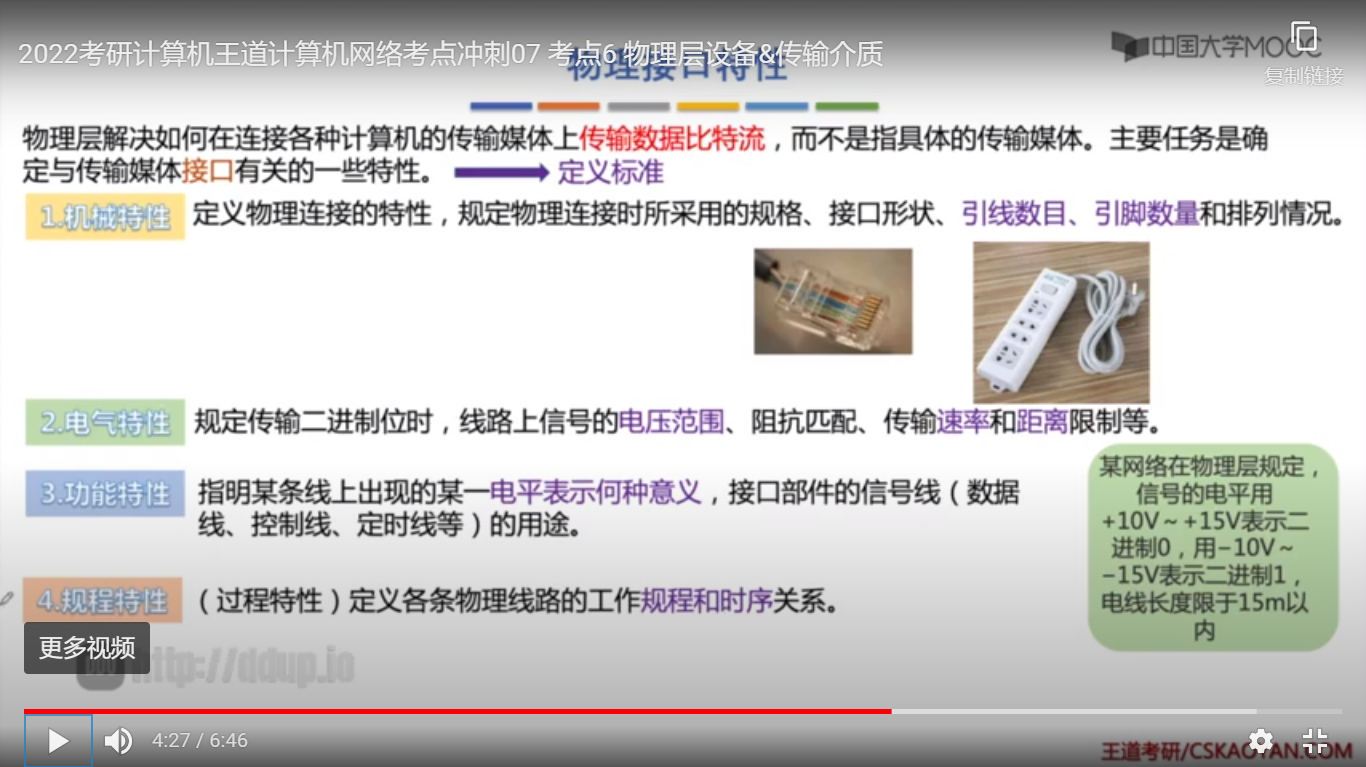 2022考研计算机王道计算机网络考点冲刺07 考点6 物理层设备&传输介质
物理接口特性
中国大学MOOC
复制链接
物理层解决如何在连接各种计算机的传输媒体上传输数据比特流，而不是指具体的传输媒体。主要任务是确
定与传输媒体接口有关的一些特性。 定义标准
1.机械特性 定义物理连接的特性，规定物理连接时所采用的规格、接口形状、引线数目、引脚数量和排列情况。
2.电气特性 规定传输二进制位时，线路上信号的电压范围、阻抗匹配、传输速率和距离限制等。
3.功能特性 指明某条线上出现的某一电平表示何种意义，接口部件的信号线（数据
线、控制线、定时线等）的用途。
某网络在物理层规定，
信号的电平用
+10V～+15V表示二
进制0，用−10V～
−15V表示二进制1，
电线长度限于15m以
内
4.规程特性 （过程特性）定义各条物理线路的工作规程和时序关系。
更多视频
http://ddup.io
4:27 / 6:46
王道考研/CSKAOYAN.COM